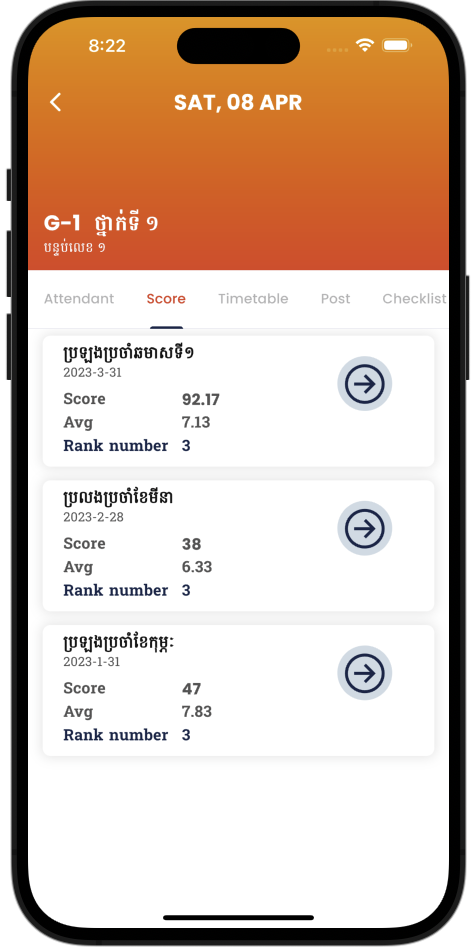 8:22
SAT, 08 APR
G-1 ថ្នាក់ទី ១
បន្ទប់លេខ ១
Attendant Score Timetable Post Checklist
ប្រឡងប្រចាំឆមាសទី១
2023-3-31
Score 92.17
Avg 7.13
Rank number 3
ប្រលងប្រចាំខែមីនា
2023-2-28
Score 38
Avg 6.33
Rank number 3
ប្រឡងប្រចាំខែកុម្ភៈ
2023-1-31
Score 47
Avg 7.83
Rank number 3